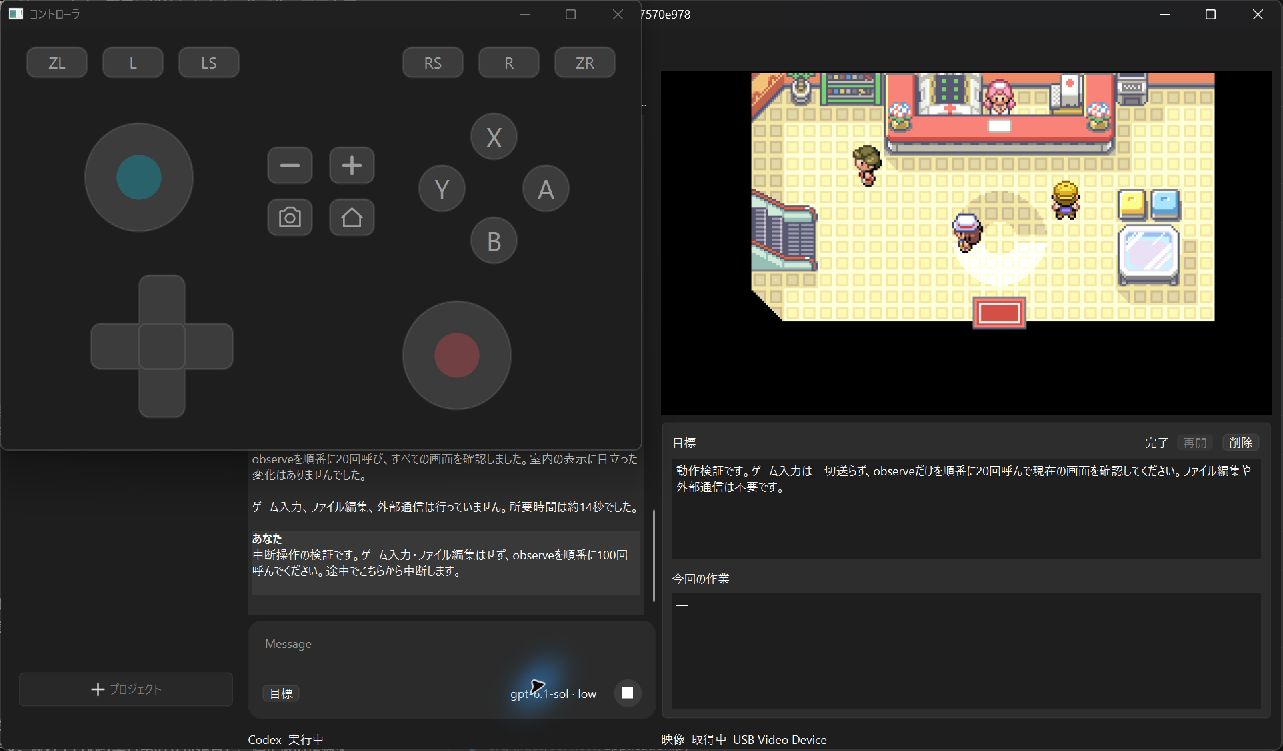 コントローラ
7570e978
ZL
L
LS
RS
R
ZR
X
Y
A
B
observeを順番に20回呼び、すべての画面を確認しました。室内の表示に目立った
変化はありませんでした。
ゲーム入力、ファイル編集、外部通信は行っていません。所要時間は約14秒でした。
あなた
中断操作の検証です。ゲーム入力・ファイル編集はせず、observeを順番に100回
呼んでください。途中でこちらから中断します。
Message
目標
gpt-6.1-sol · low
プロジェクト
Codex 実行中
目標
完了
再開
削除
動作検証です。ゲーム入力は一切送らず、observeだけを順番に20回呼んで現在の画面を確認してください。ファイル編集や
外部通信は不要です。
今回の作業
—
映像 取得中 USB Video Device